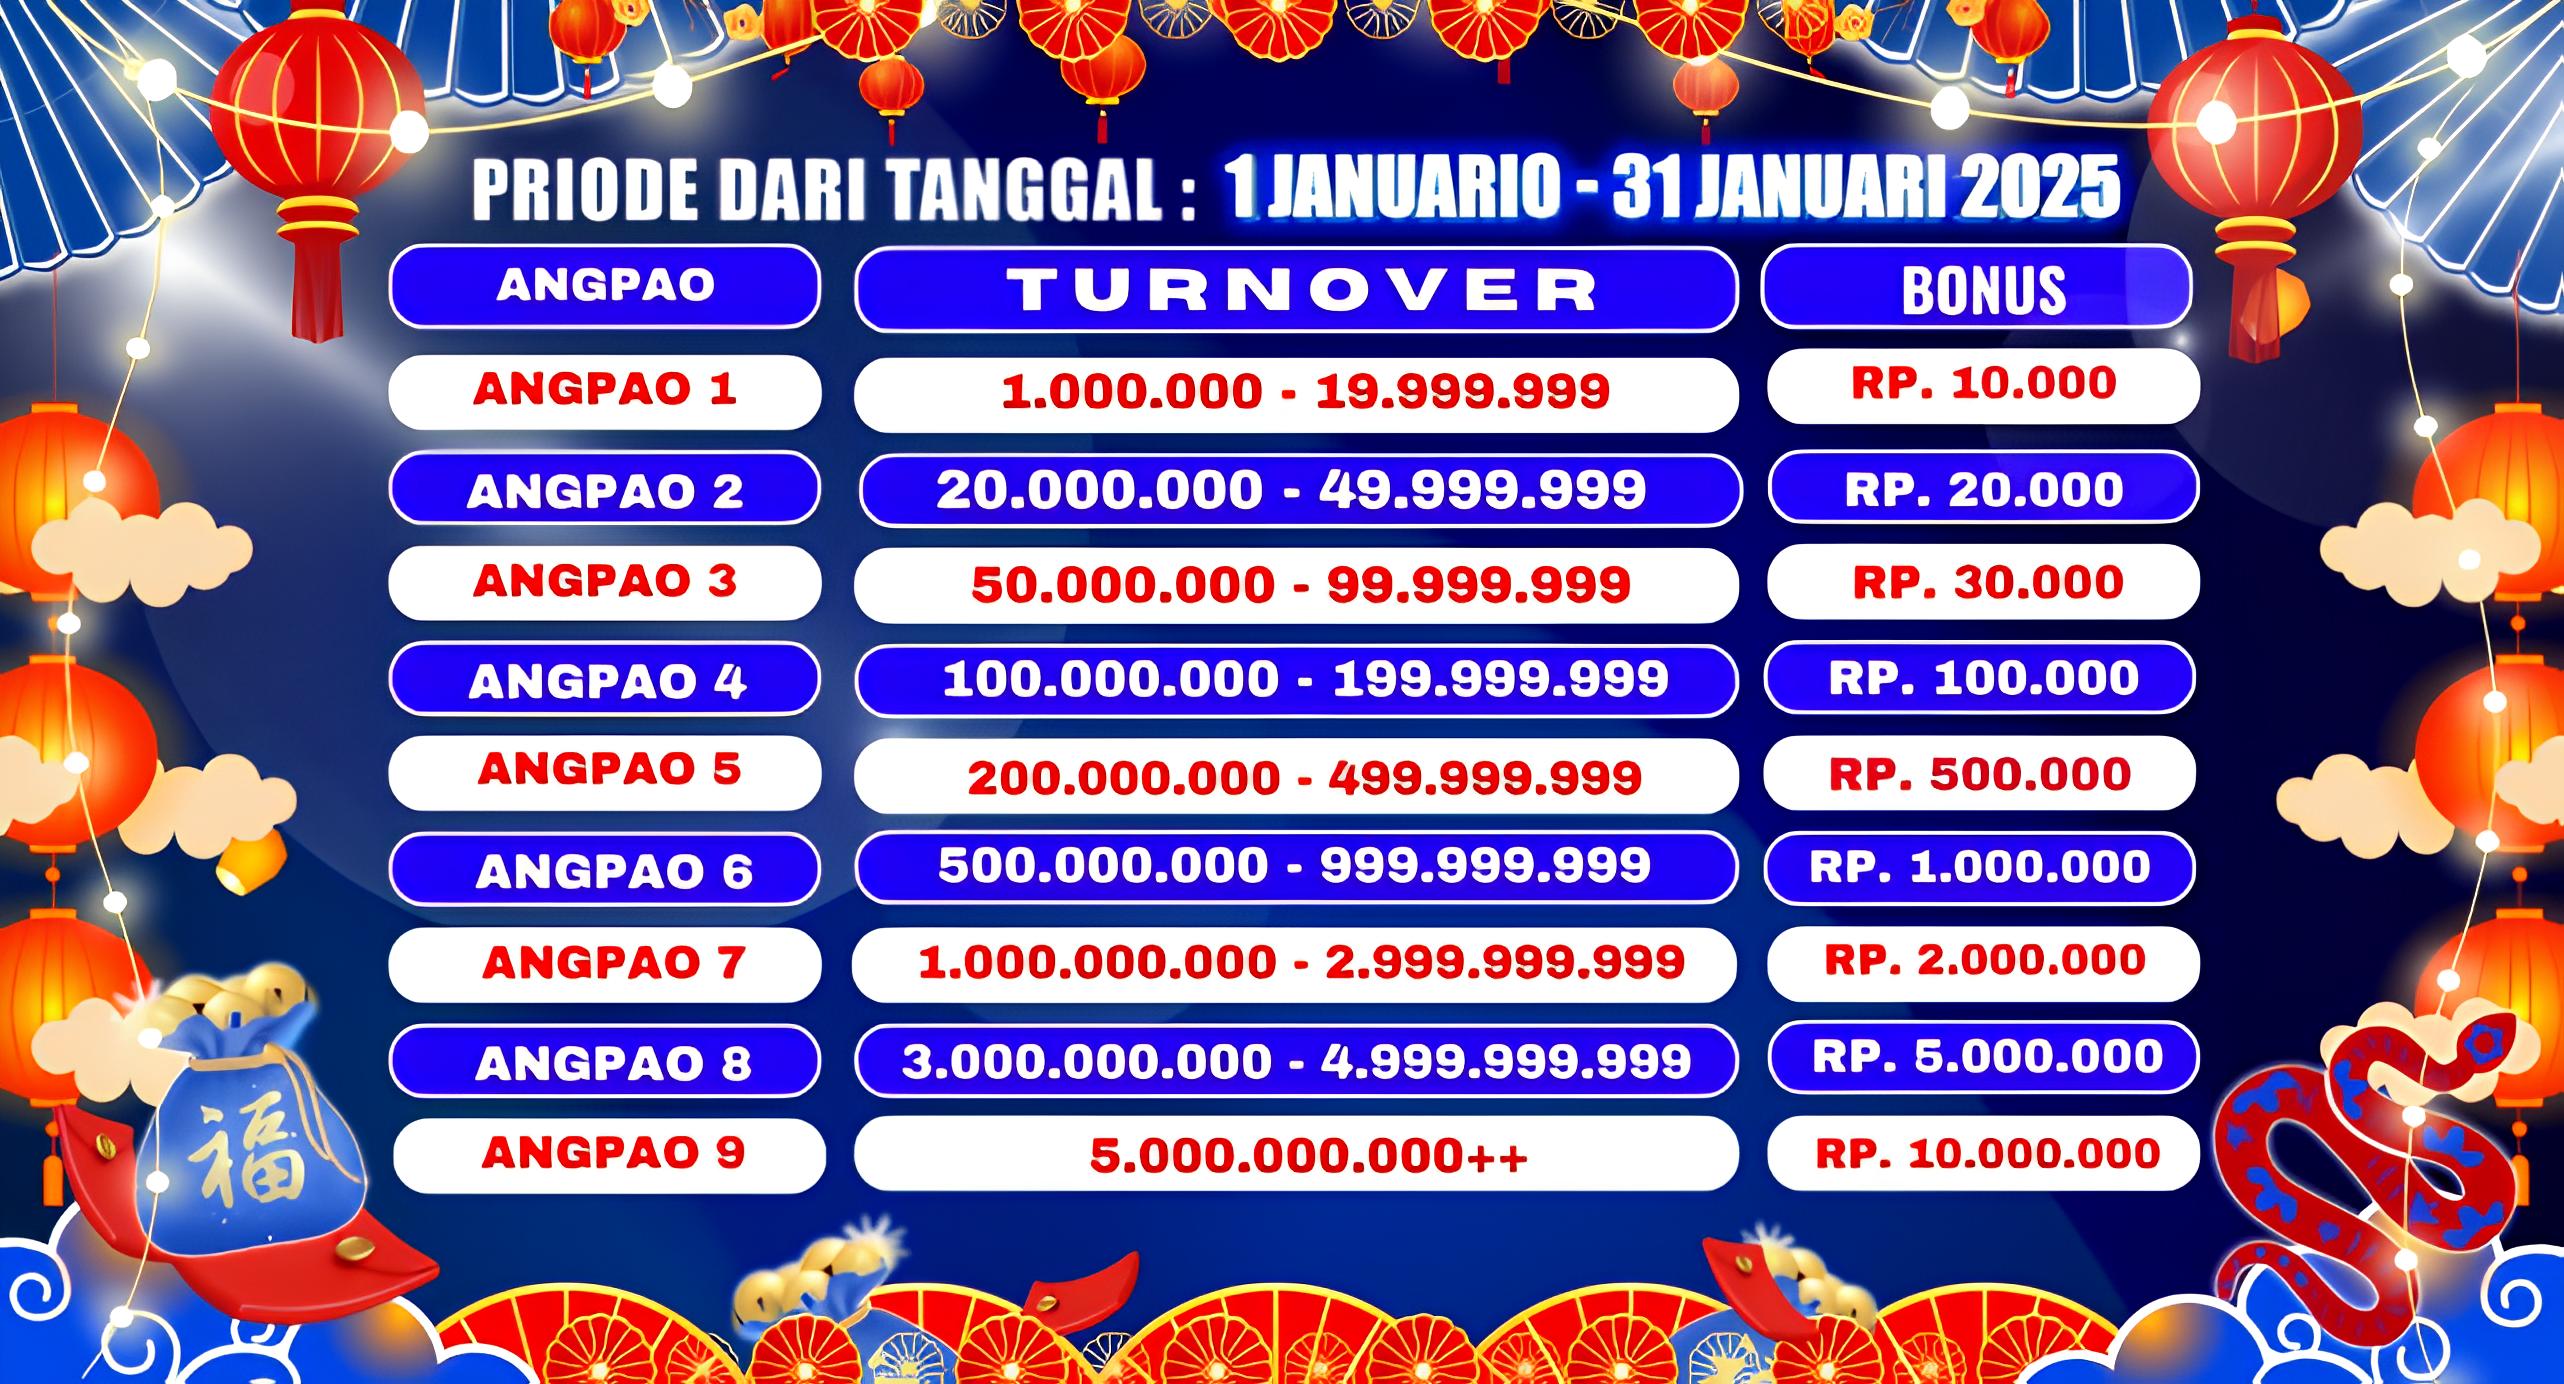 PRIODE DARI TANGGAL : 1 JANUARIO - 31 JANUARI 2025
ANGPAO TURNOVER BONUS
ANGPAO 1 1.000.000 - 19.999.999 RP. 10.000
ANGPAO 2 20.000.000 - 49.999.999 RP. 20.000
ANGPAO 3 50.000.000 - 99.999.999 RP. 30.000
ANGPAO 4 100.000.000 - 199.999.999 RP. 100.000
ANGPAO 5 200.000.000 - 499.999.999 RP. 500.000
ANGPAO 6 500.000.000 - 999.999.999 RP. 1.000.000
ANGPAO 7 1.000.000.000 - 2.999.999.999 RP. 2.000.000
ANGPAO 8 3.000.000.000 - 4.999.999.999 RP. 5.000.000
ANGPAO 9 5.000.000.000++ RP. 10.000.000
福